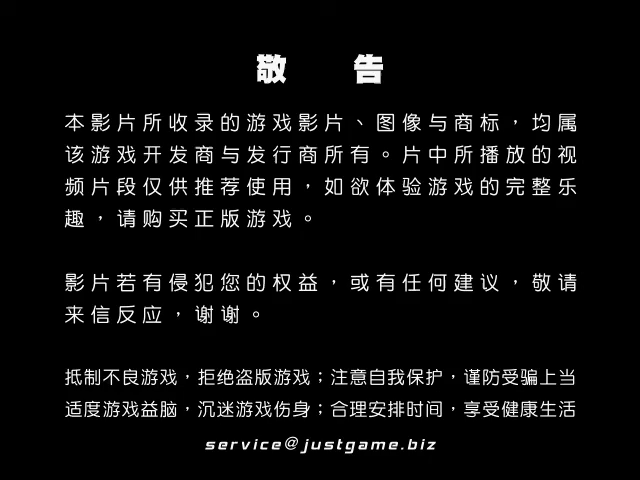 敬 告
本影片所收录的游戏影片、图像与商标，均属
该游戏开发商与发行商所有。片中所播放的视
频片段仅供推荐使用，如欲体验游戏的完整乐
趣，请购买正版游戏。
影片若有侵犯您的权益，或有任何建议，敬请
来信反应，谢谢。
抵制不良游戏，拒绝盗版游戏；注意自我保护，谨防受骗上当
适度游戏益脑，沉迷游戏伤身；合理安排时间，享受健康生活
service@justgame.biz